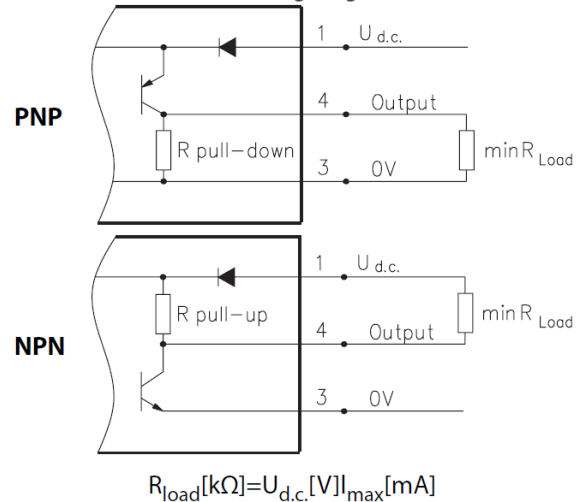 1 U d.c.
PNP
4 Output
R pull-down
min R Load
3 0V
1 U d.c.
R pull-up
min R Load
4 Output
NPN
3 0V
Rload[kΩ]=Ud.c.[V]Imax[mA]